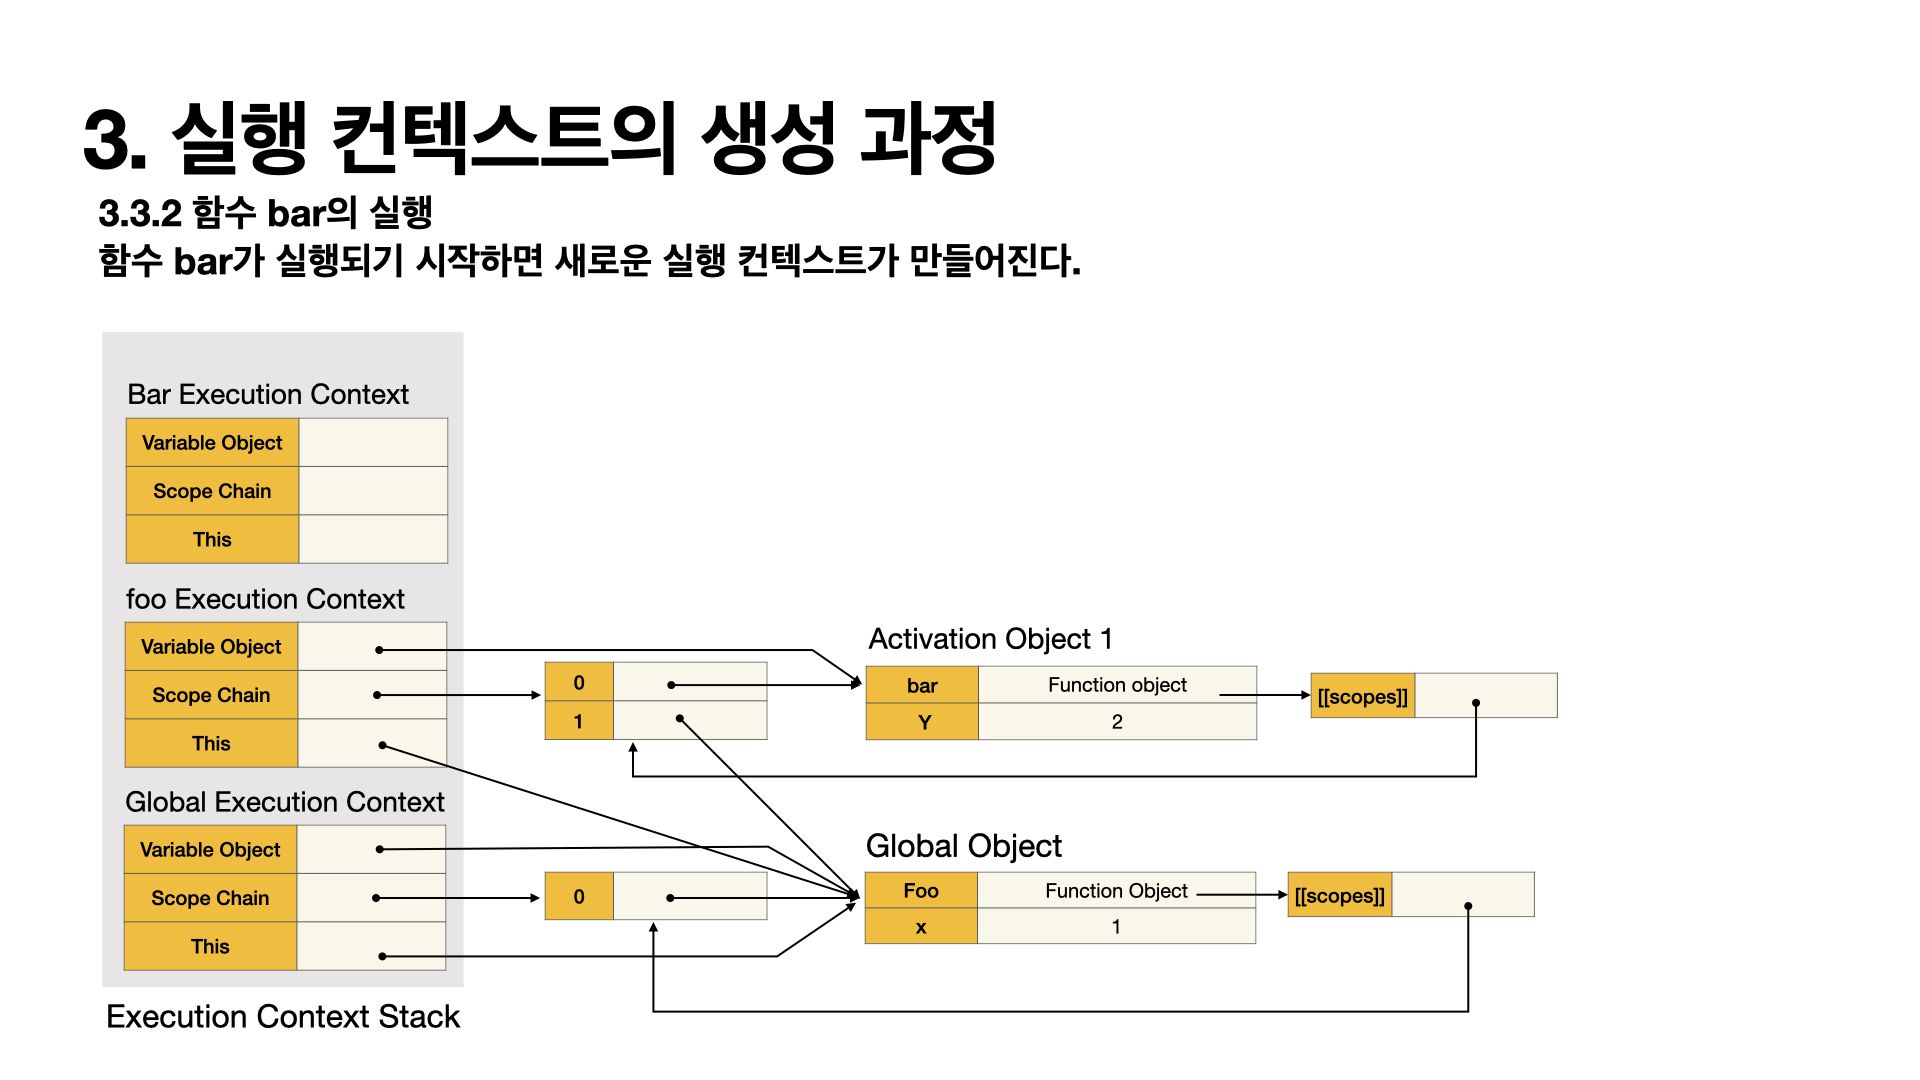 3. 실행 컨텍스트의 생성 과정
3.3.2 함수 bar의 실행
함수 bar가 실행되기 시작하면 새로운 실행 컨텍스트가 만들어진다.
Bar Execution Context
Variable Object
Scope Chain
This
foo Execution Context
Variable Object
Scope Chain
This
0
1
Activation Object 1
bar Function object
Y 2
[[scopes]]
Global Execution Context
Variable Object
Scope Chain
This
0
Global Object
Foo Function Object
x 1
[[scopes]]
Execution Context Stack